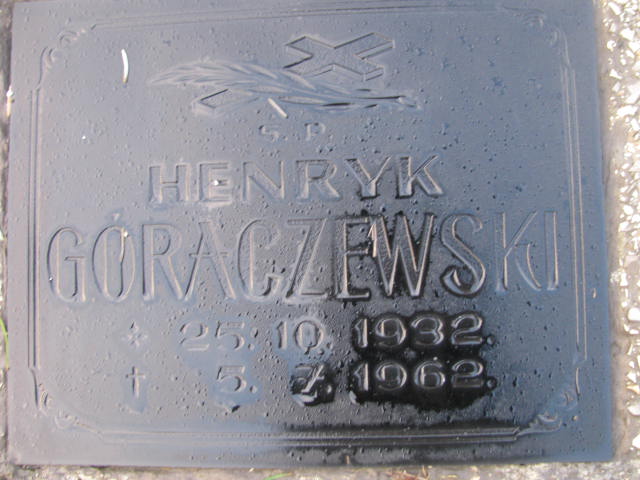 Ś.P.
HENRYK
GÓRACZEWSKI
* 25. 10. 1932.
† 5. 7. 1962.